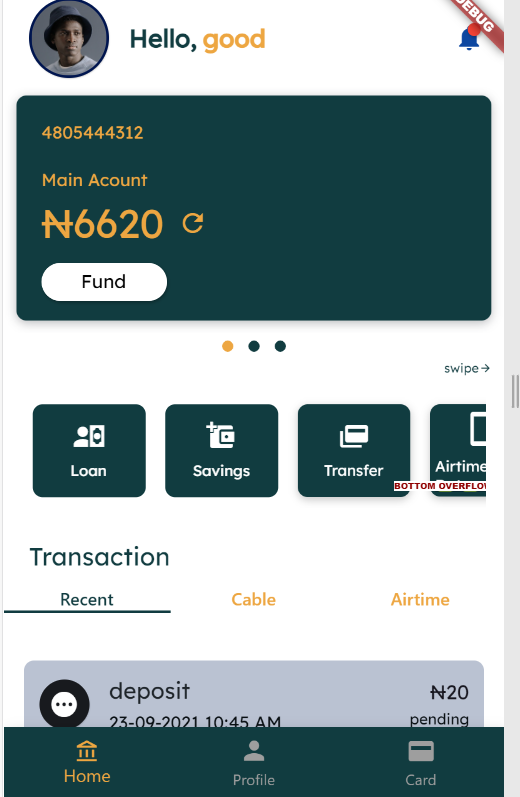 DEBUG
Hello, good
4805444312
Main Acount
₦6620
Fund
swipe→
Loan
Savings
Transfer
Airtime
BOTTOM
Transaction
Recent
Cable
Airtime
deposit
₦20
23-09-2021 10:45 AM
pending
Home
Profile
Card